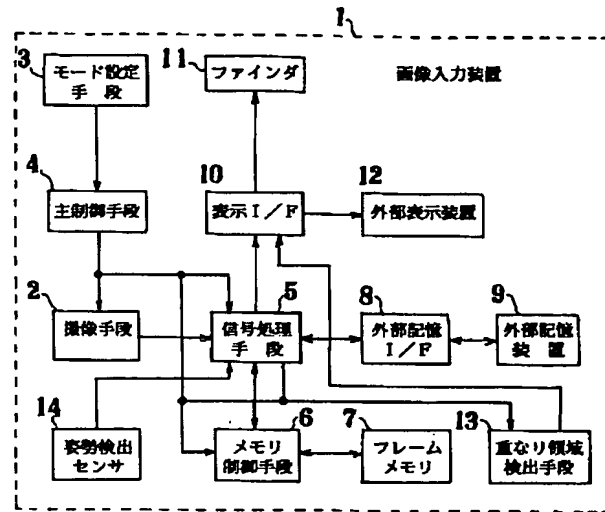 1
3
モード設定
手 段
11
ファインダ
画像入力装置
4
主制御手段
10
表示I/F
12
外部表示装置
2
撮像手段
5
信号処理
手段
8
外部記憶
I/F
9
外部記憶
装 置
14
姿勢検出
センサ
6
メモリ
制御手段
7
フレーム
メモリ
13
重なり領域
検出手段